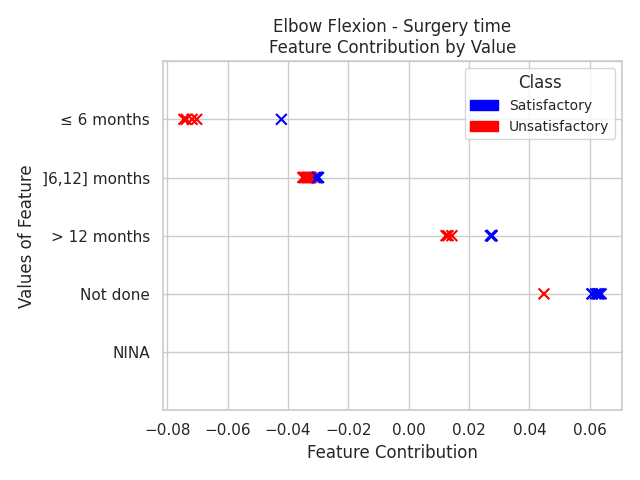 Elbow Flexion - Surgery time
Feature Contribution by Value
Class
Satisfactory
Unsatisfactory
Values of Feature
≤ 6 months
]6,12] months
> 12 months
Not done
NINA
−0.08 −0.06 −0.04 −0.02 0.00 0.02 0.04 0.06
Feature Contribution